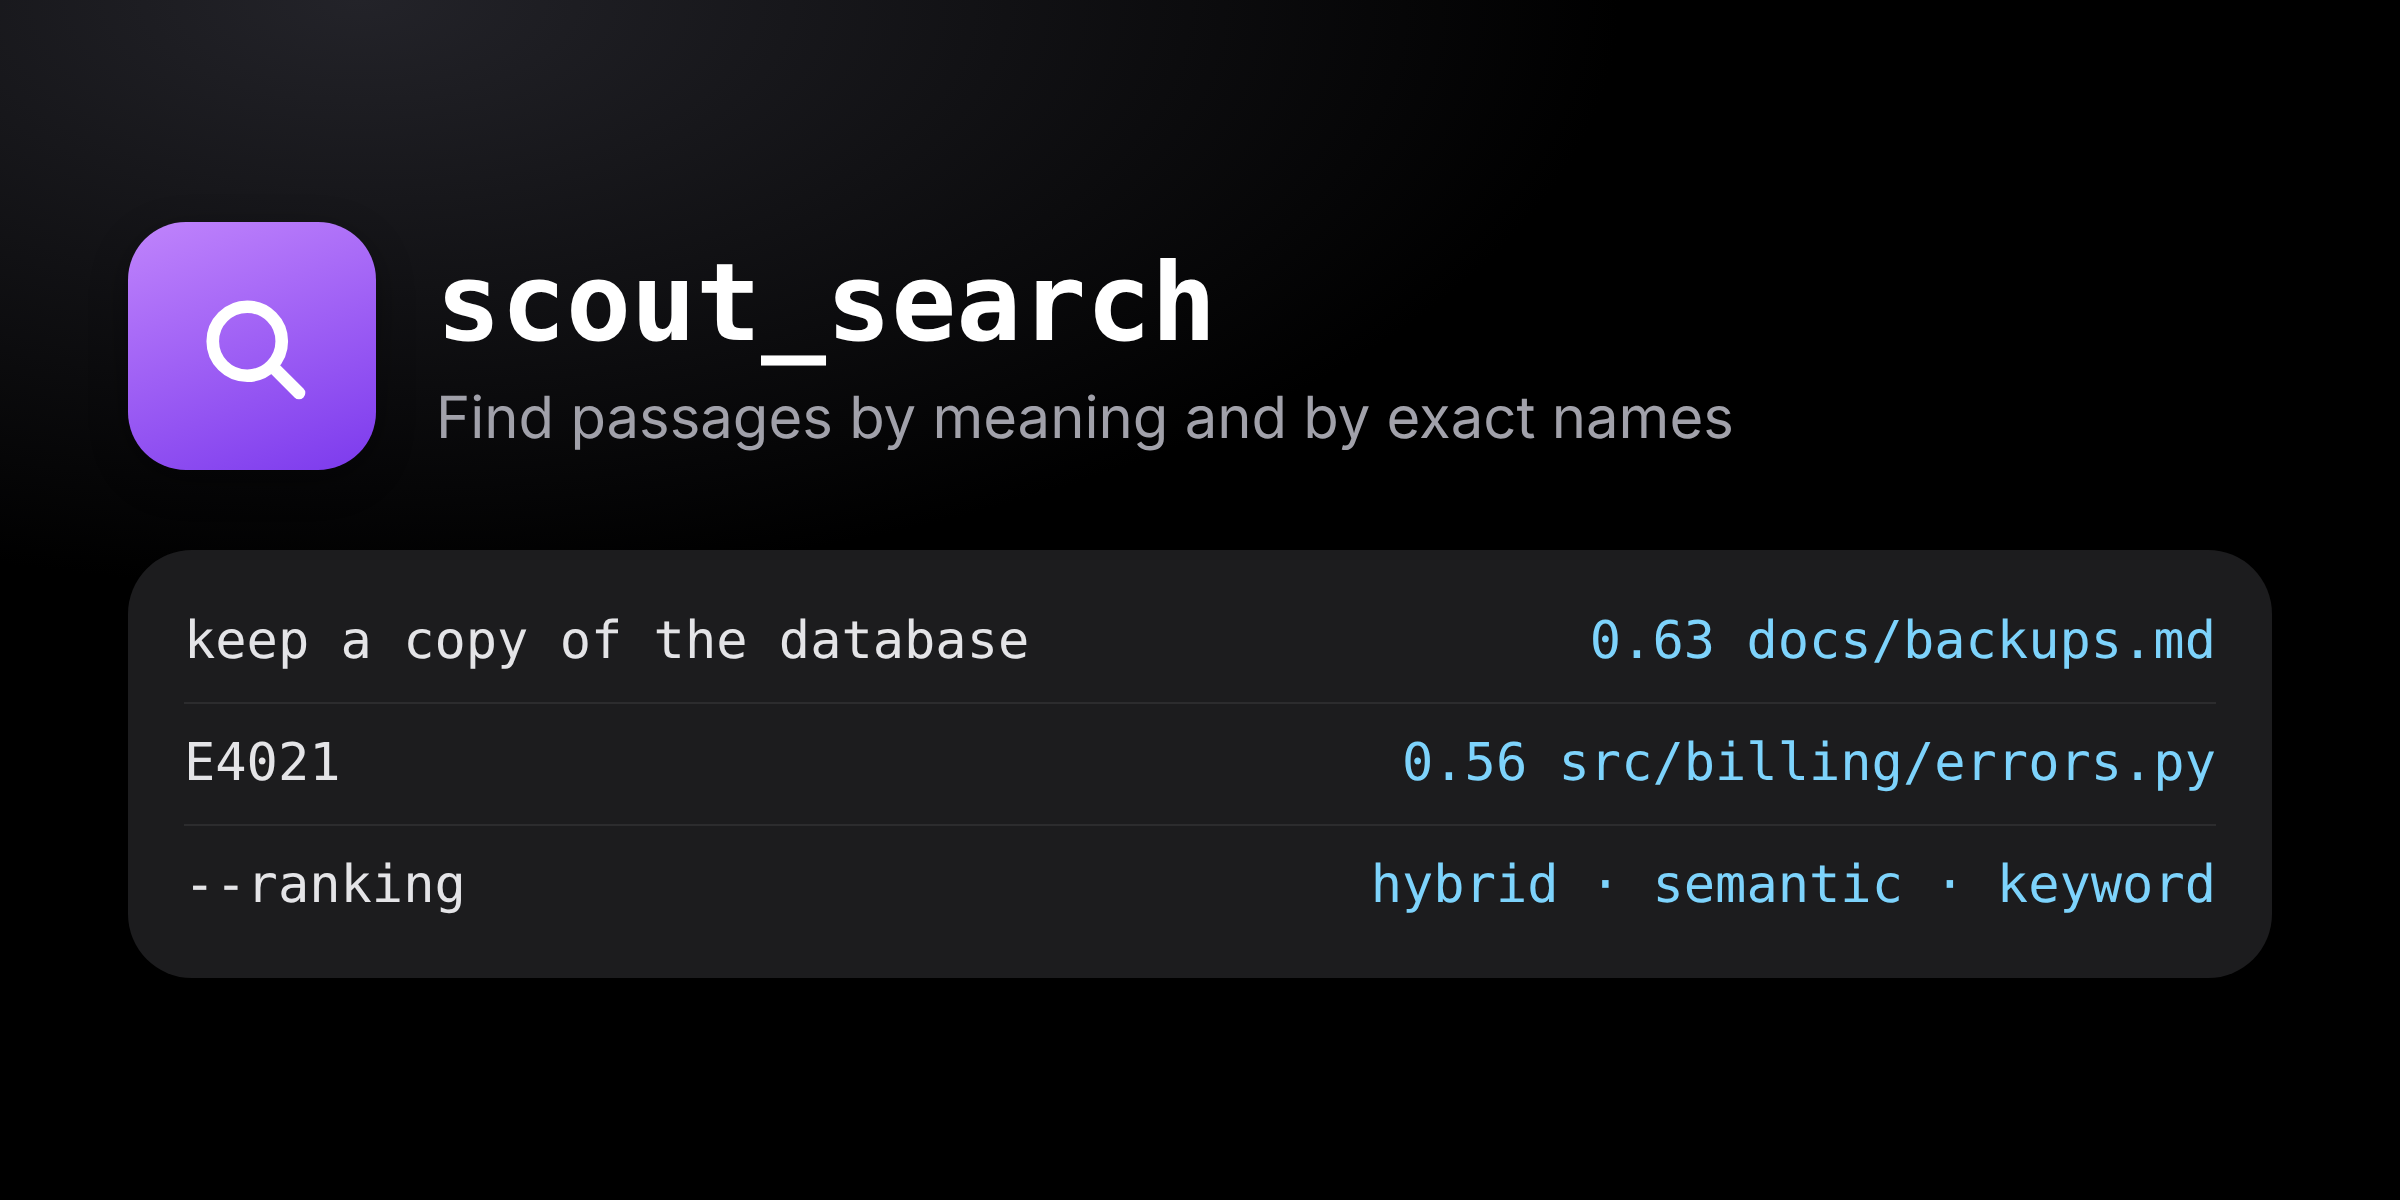 scout_search
Find passages by meaning and by exact names
keep a copy of the database 0.63 docs/backups.md
E4021 0.56 src/billing/errors.py
--ranking hybrid · semantic · keyword